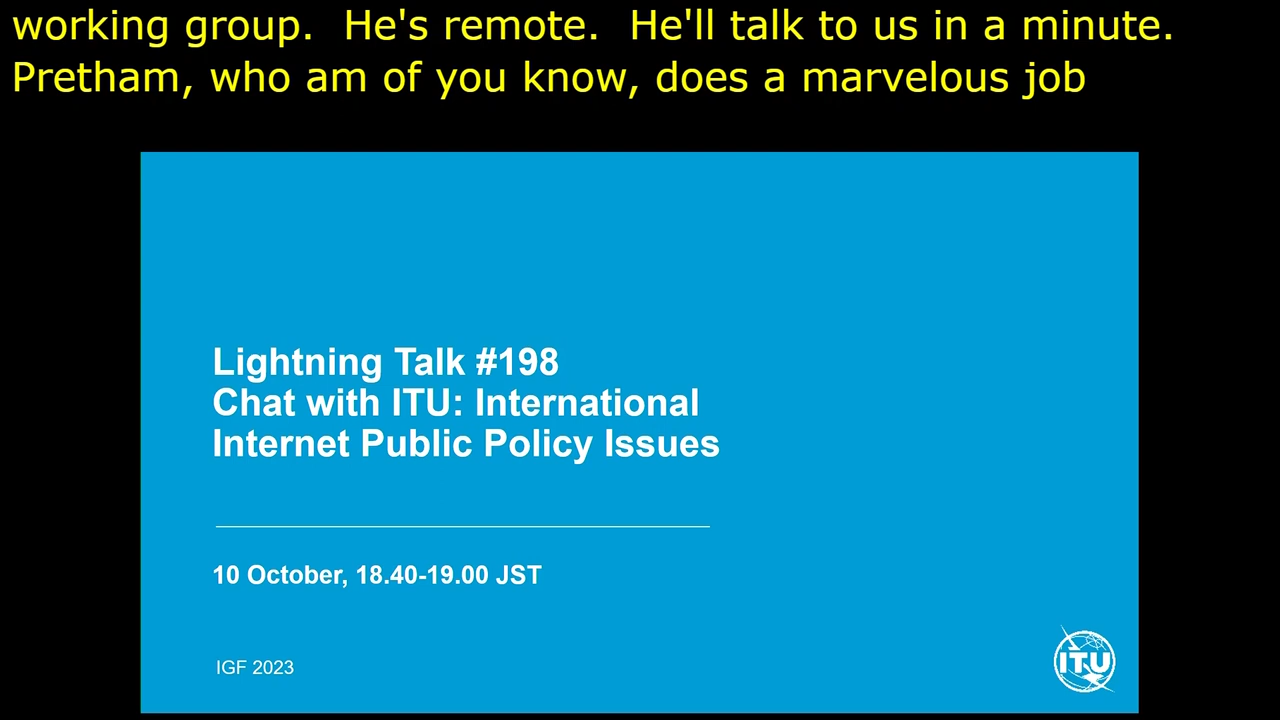 working group.  He's remote.  He'll talk to us in a minute.
Pretham, who am of you know, does a marvelous job
Lightning Talk #198
Chat with ITU: International
Internet Public Policy Issues
10 October, 18.40-19.00 JST
IGF 2023
ITU